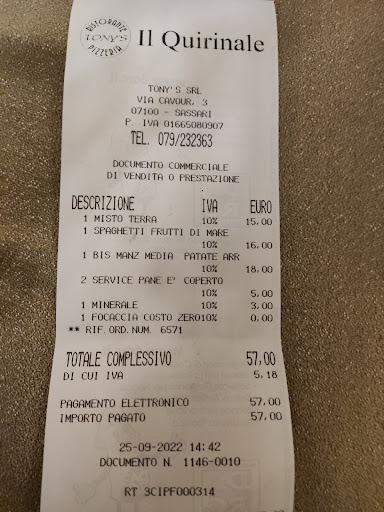 RISTORANTE
TONY'S
PIZZERIA
Il Quirinale
TONY'S SRL
VIA CAVOUR, 3
07100 - SASSARI
P. IVA 01665080907
TEL. 079/232363
DOCUMENTO COMMERCIALE
DI VENDITA O PRESTAZIONE
DESCRIZIONE IVA EURO
1 MISTO TERRA 10% 15,00
1 SPAGHETTI FRUTTI DI MARE
10% 16,00
1 BIS MANZ MEDIA PATATE ARR
10% 18,00
2 SERVICE PANE E' COPERTO
10% 5,00
1 MINERALE 10% 3,00
1 FOCACCIA COSTO ZERO10% 0,00
** RIF.ORD.NUM. 6571
TOTALE COMPLESSIVO 57,00
DI CUI IVA 5,18
PAGAMENTO ELETTRONICO 57,00
IMPORTO PAGATO 57,00
25-09-2022 14:42
DOCUMENTO N. 1146-0010
RT 3CIPF000314